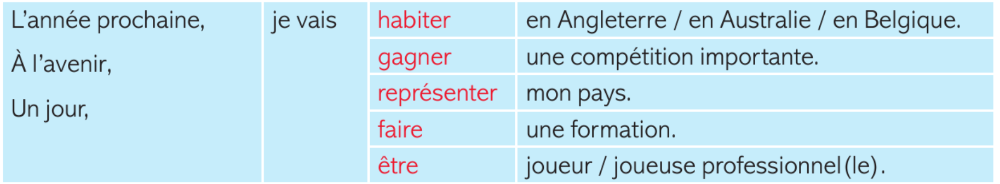 L'année prochaine,
À l'avenir,
Un jour,
je vais
habiter
en Angleterre / en Australie / en Belgique.
gagner
une compétition importante.
représenter
mon pays.
faire
une formation.
être
joueur / joueuse professionnel(le).